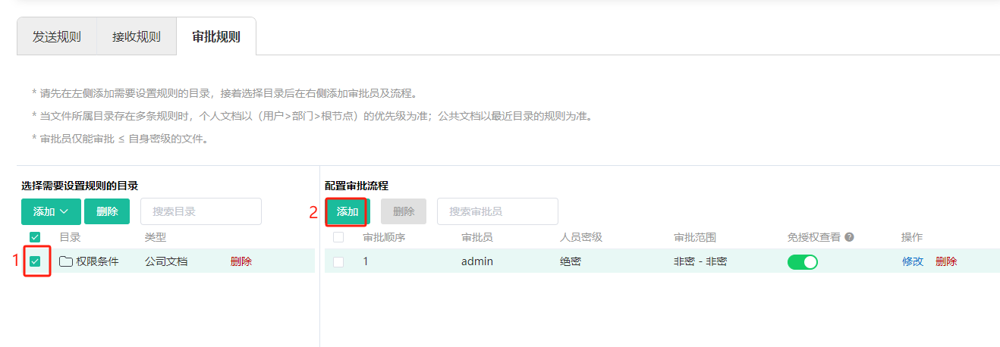 发送规则 接收规则 审批规则
* 请先在左侧添加需要设置规则的目录，接着选择目录后在右侧添加审批员及流程。
* 当文件所属目录存在多条规则时，个人文档以（用户>部门>根节点）的优先级为准；公共文档以最近目录的规则为准。
* 审批员仅能审批 ≤ 自身密级的文件。
选择需要设置规则的目录
添加 删除 搜索目录
目录 类型
1 权限条件 公司文档 删除
配置审批流程
2 添加 删除 搜索审批员
审批顺序 审批员 人员密级 审批范围 免授权查看 ? 操作
1 admin 绝密 非密 - 非密 修改 删除